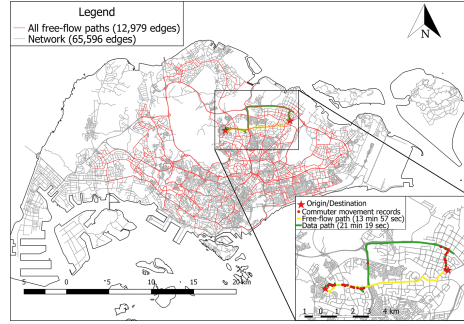 Legend
All free-flow paths (12,979 edges)
Network (65,596 edges)
N
5 0 5 10 15 20 km
Origin/Destination
Commuter movement records
Free-flow path (13 min 57 sec)
Data path (21 min 19 sec)
1 0 1 2 3 4 km